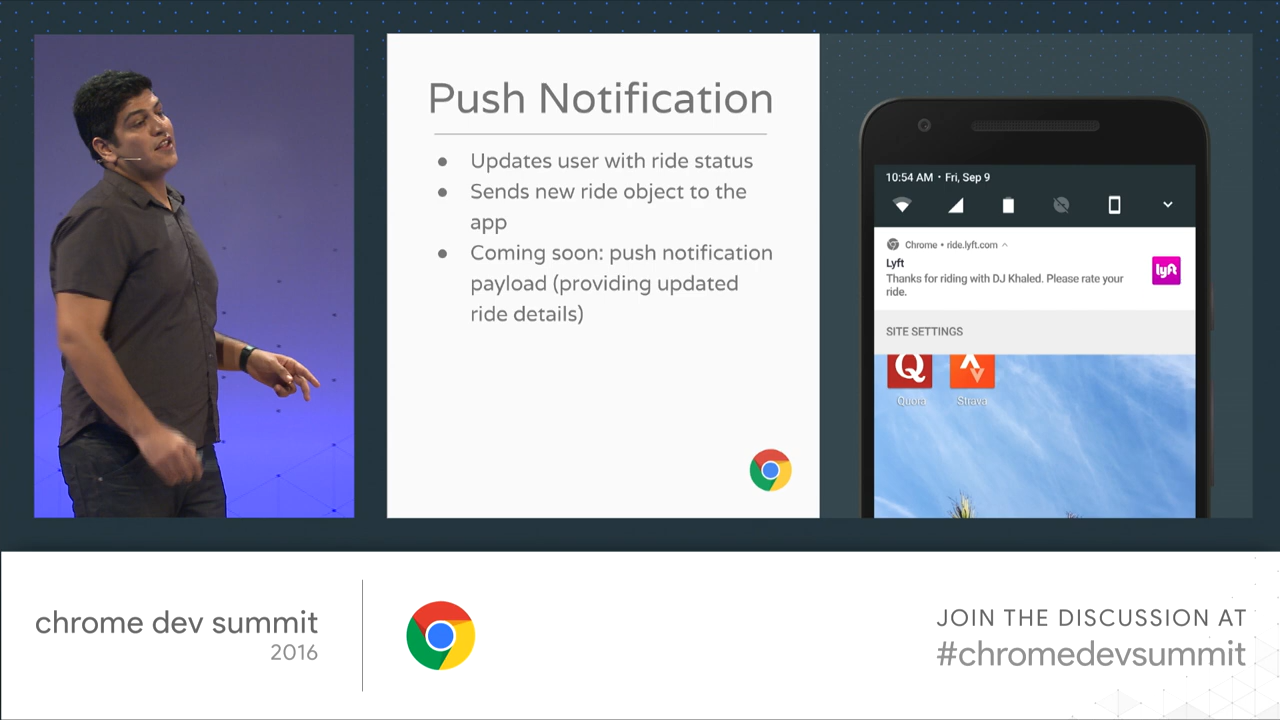 Push Notification
● Updates user with ride status
● Sends new ride object to the
app
● Coming soon: push notification
payload (providing updated
ride details)
10:54 AM • Fri, Sep 9
Chrome • ride.lyft.com
Lyft
Thanks for riding with DJ Khaled. Please rate your
ride.
lyft
SITE SETTINGS
Q
Quora
Strava
chrome dev summit
2016
JOIN THE DISCUSSION AT
#chromedevsummit